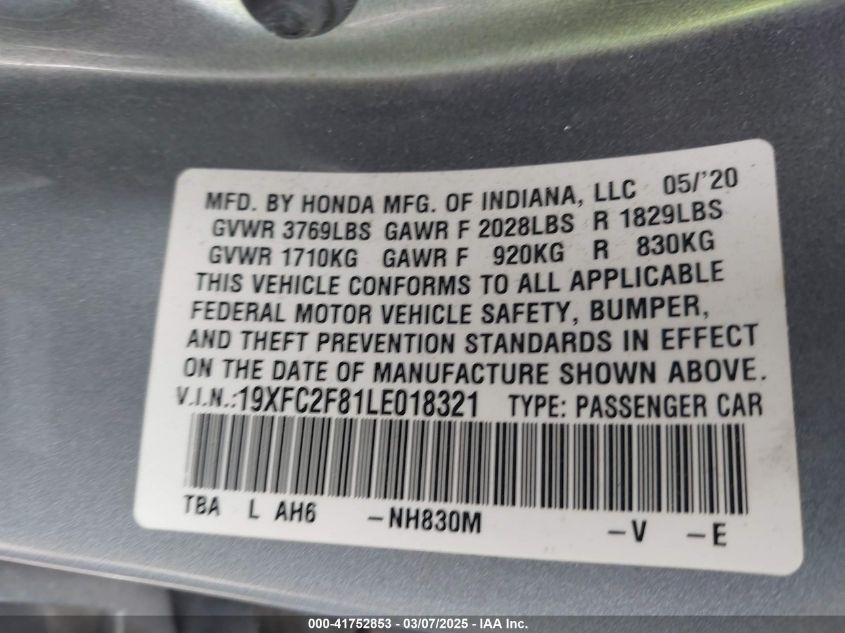 MFD. BY HONDA MFG. OF INDIANA, LLC 05/'20
GVWR 3769LBS GAWR F 2028LBS R 1829LBS
GVWR 1710KG GAWR F 920KG R 830KG
THIS VEHICLE CONFORMS TO ALL APPLICABLE
FEDERAL MOTOR VEHICLE SAFETY, BUMPER,
AND THEFT PREVENTION STANDARDS IN EFFECT
ON THE DATE OF MANUFACTURE SHOWN ABOVE.
V.I.N.:19XFC2F81LE018321 TYPE: PASSENGER CAR
TBA L AH6 -NH830M -V -E
000-41752853 - 03/07/2025 - IAA Inc.